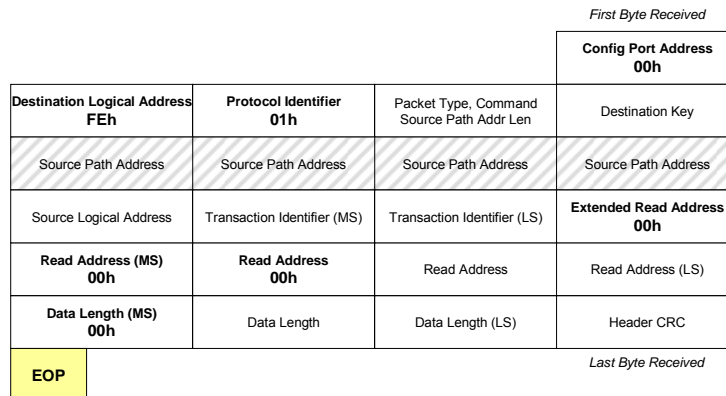 First Byte Received
Config Port Address
00h
Destination Logical Address
FEh
Protocol Identifier
01h
Packet Type, Command
Source Path Addr Len
Destination Key
Source Path Address
Source Path Address
Source Path Address
Source Path Address
Source Logical Address
Transaction Identifier (MS)
Transaction Identifier (LS)
Extended Read Address
00h
Read Address (MS)
00h
Read Address
00h
Read Address
Read Address (LS)
Data Length (MS)
00h
Data Length
Data Length (LS)
Header CRC
EOP
Last Byte Received